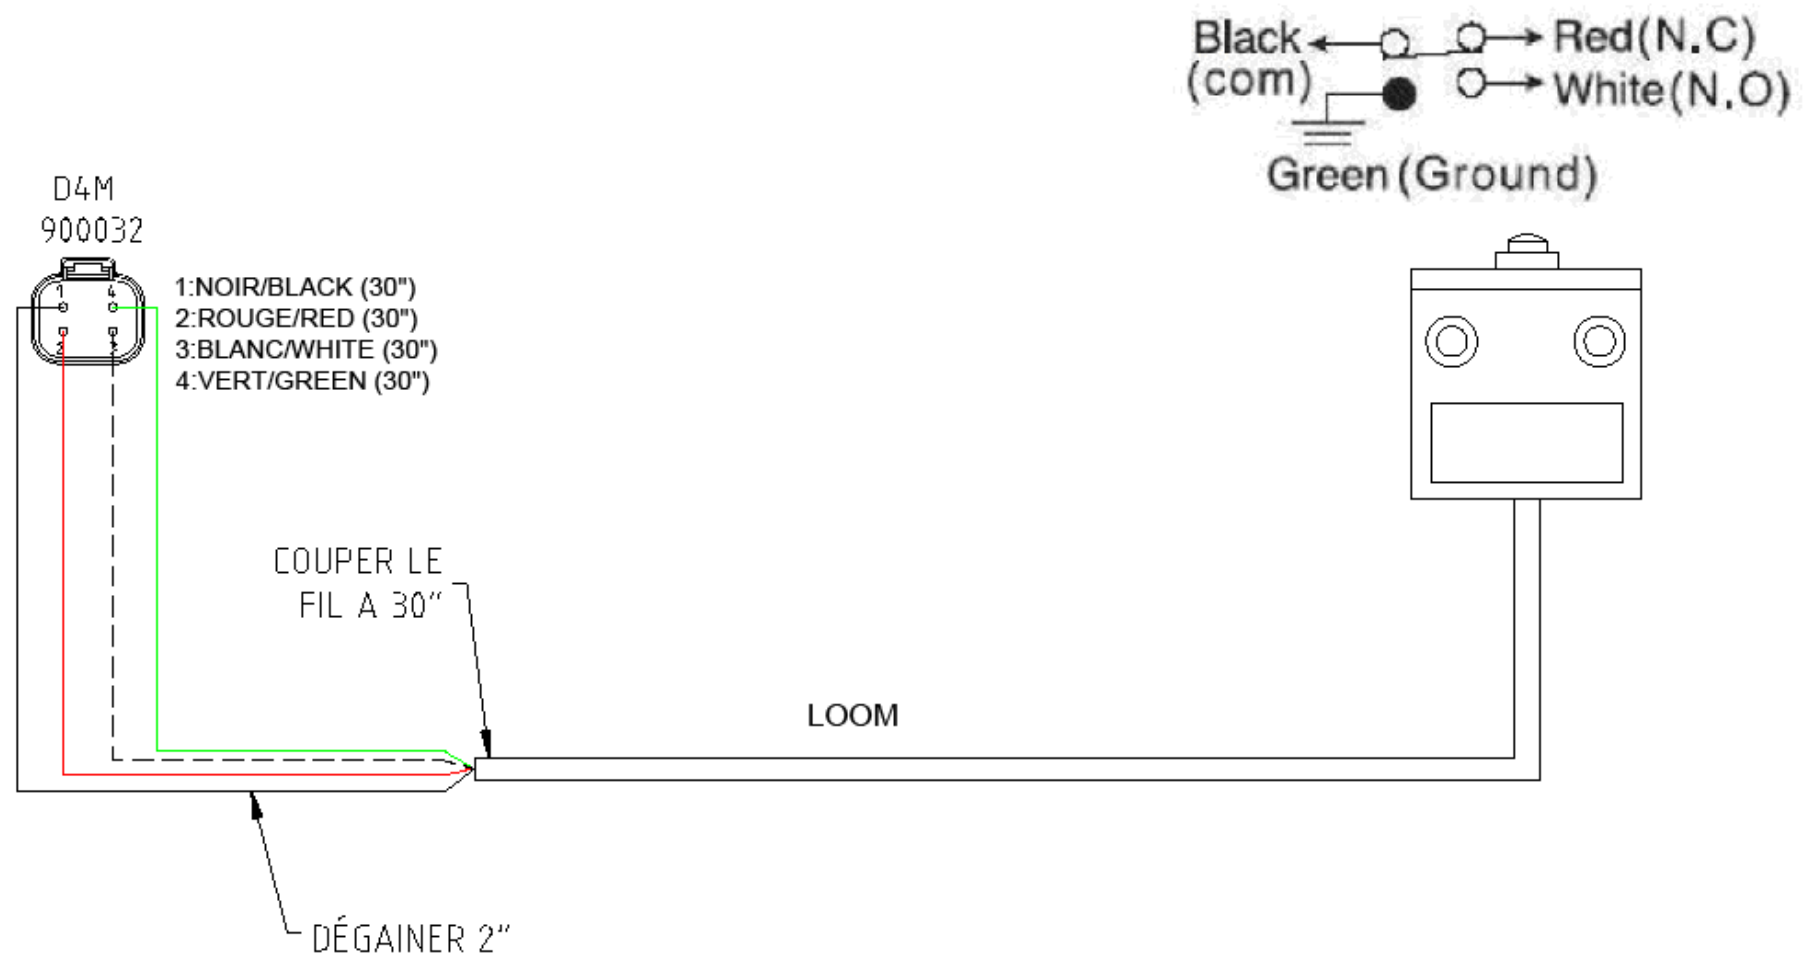 Black
(com)
Red(N.C)
White(N.O)
Green(Ground)
D4M
900032
1
4
2
3
1:NOIR/BLACK (30")
2:ROUGE/RED (30")
3:BLANC/WHITE (30")
4:VERT/GREEN (30")
COUPER LE
FIL A 30"
LOOM
DÉGAINER 2"